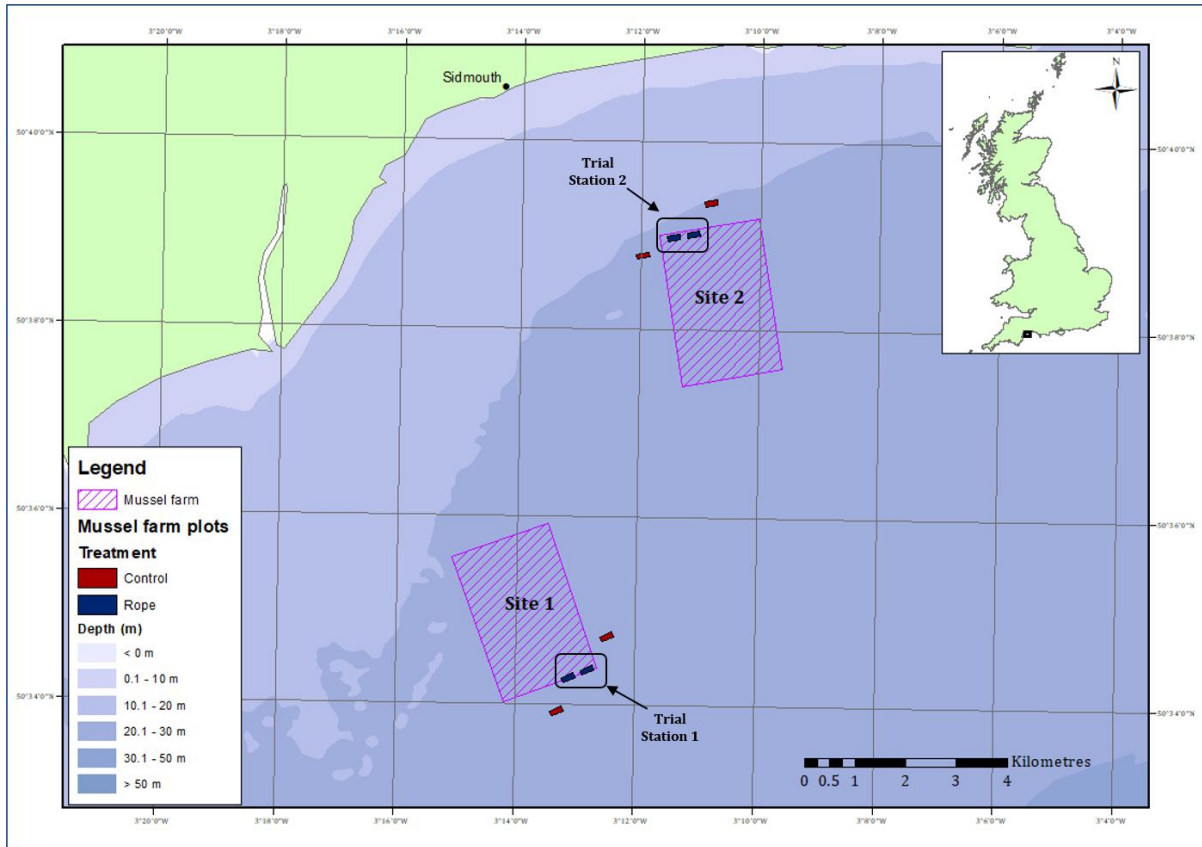 3°20'0"W 3°18'0"W 3°16'0"W 3°14'0"W 3°12'0"W 3°10'0"W 3°8'0"W 3°6'0"W 3°4'0"W
N
Sidmouth
50°40'0"N
50°40'0"N
Trial
Station 2
Site 2
50°38'0"N
50°38'0"N
Legend
Mussel farm
Mussel farm plots
Treatment
Control
Rope
Depth (m)
< 0 m
0.1 - 10 m
10.1 - 20 m
20.1 - 30 m
30.1 - 50 m
> 50 m
50°36'0"N
50°36'0"N
Site 1
50°34'0"N
50°34'0"N
Trial
Station 1
Kilometres
0 0.5 1 2 3 4
3°20'0"W 3°18'0"W 3°16'0"W 3°14'0"W 3°12'0"W 3°10'0"W 3°8'0"W 3°6'0"W 3°4'0"W